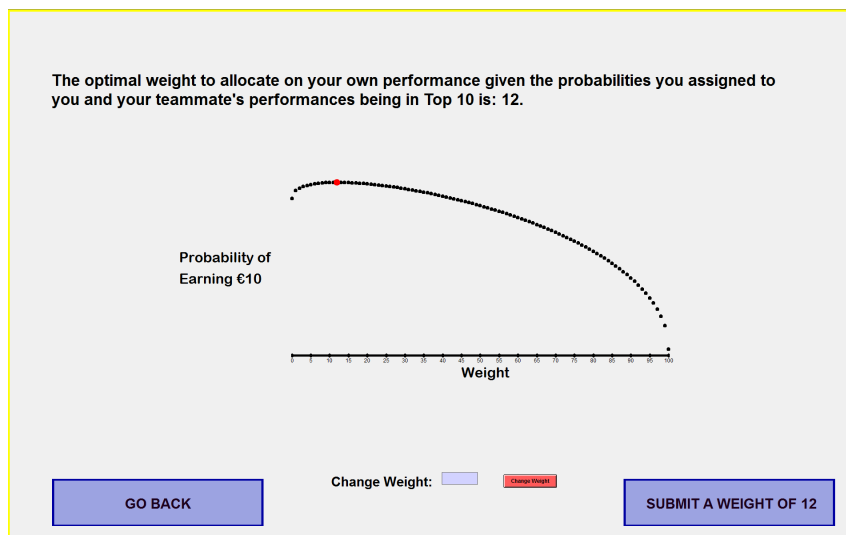 The optimal weight to allocate on your own performance given the probabilities you assigned to
you and your teammate's performances being in Top 10 is: 12.
Probability of
Earning €10
0 5 10 15 20 25 30 35 40 45 50 55 60 65 70 75 80 85 90 95 100
Weight
Change Weight:
Change Weight
GO BACK
SUBMIT A WEIGHT OF 12